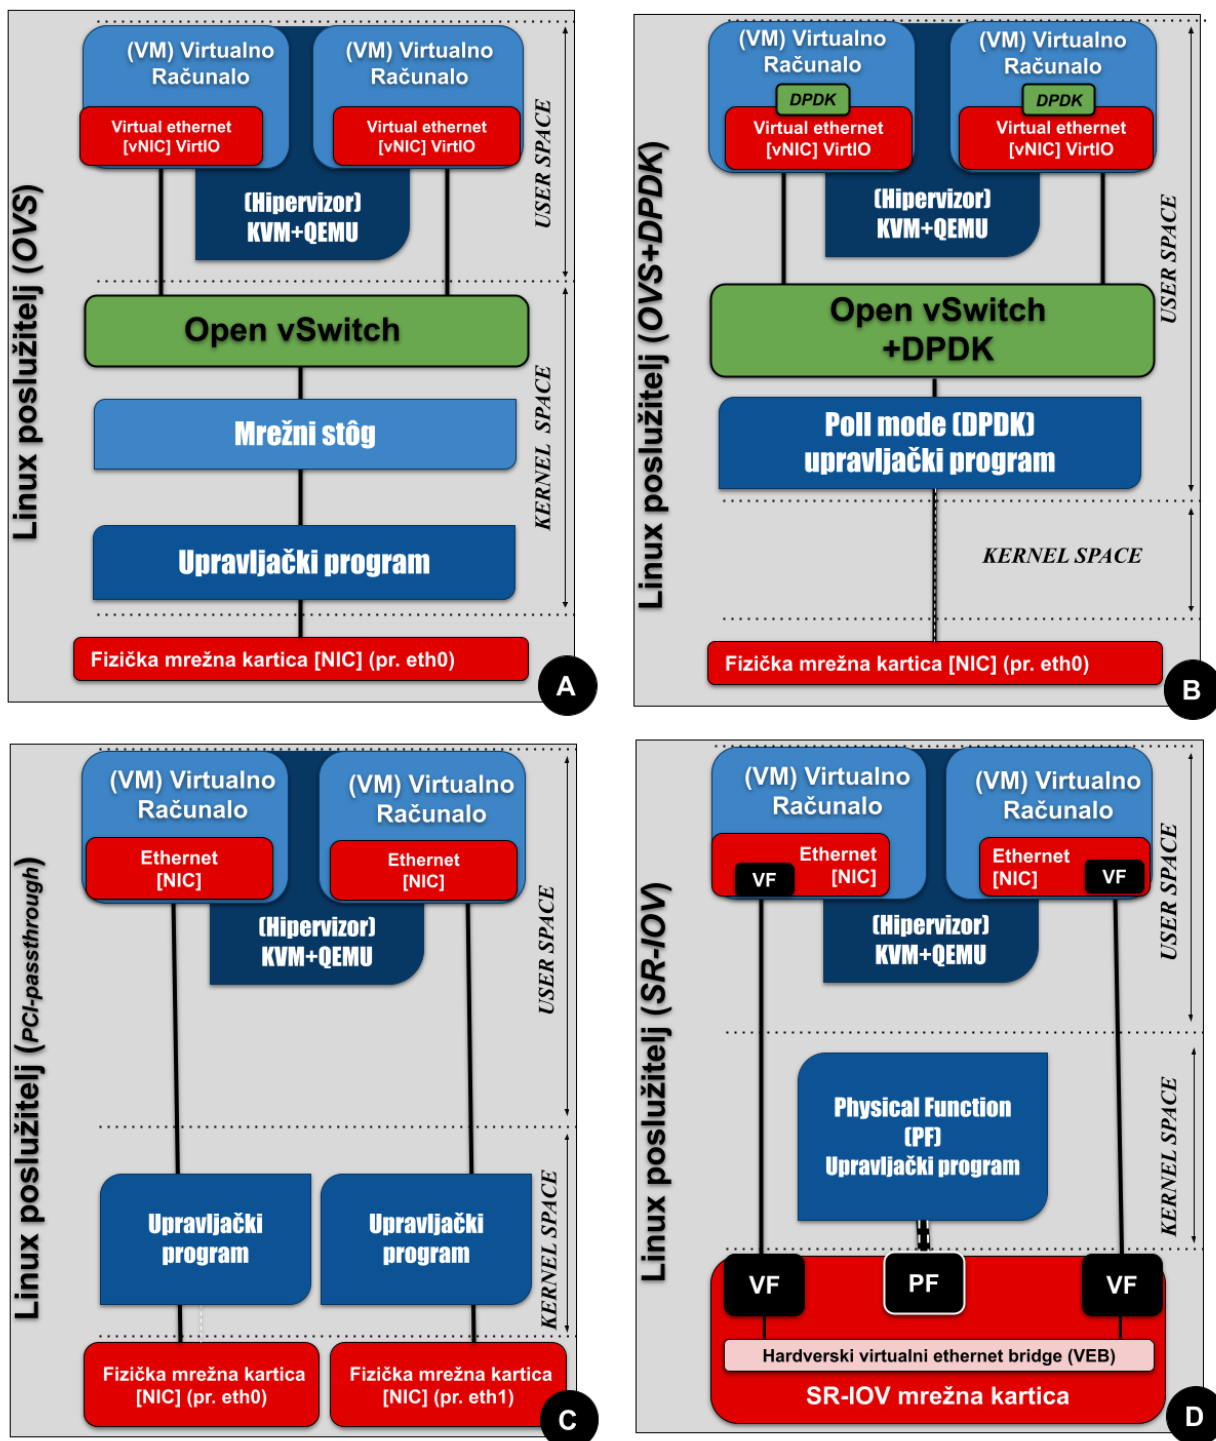 Linux poslužitelj (OVS)
(VM) Virtualno
Računalo
(VM) Virtualno
Računalo
Virtual ethernet
[vNIC] VirtIO
Virtual ethernet
[vNIC] VirtIO
(Hipervizor)
KVM+QEMU
USER SPACE
Open vSwitch
Mrežni stôg
Upravljački program
KERNEL SPACE
Fizička mrežna kartica [NIC] (pr. eth0)
A
Linux poslužitelj (OVS+DPDK)
(VM) Virtualno
Računalo
(VM) Virtualno
Računalo
DPDK
DPDK
Virtual ethernet
[vNIC] VirtIO
Virtual ethernet
[vNIC] VirtIO
(Hipervizor)
KVM+QEMU
USER SPACE
Open vSwitch
+DPDK
Poll mode (DPDK)
upravljački program
KERNEL SPACE
Fizička mrežna kartica [NIC] (pr. eth0)
B
Linux poslužitelj (PCI-passthrough)
(VM) Virtualno
Računalo
(VM) Virtualno
Računalo
Ethernet
[NIC]
Ethernet
[NIC]
(Hipervizor)
KVM+QEMU
USER SPACE
Upravljački
program
Upravljački
program
KERNEL SPACE
Fizička mrežna kartica
[NIC] (pr. eth0)
Fizička mrežna kartica
[NIC] (pr. eth1)
C
Linux poslužitelj (SR-IOV)
(VM) Virtualno
Računalo
(VM) Virtualno
Računalo
Ethernet
[NIC]
VF
Ethernet
[NIC]
VF
(Hipervizor)
KVM+QEMU
USER SPACE
Physical Function
(PF)
Upravljački program
KERNEL SPACE
VF
PF
VF
Hardverski virtualni ethernet bridge (VEB)
SR-IOV mrežna kartica
D